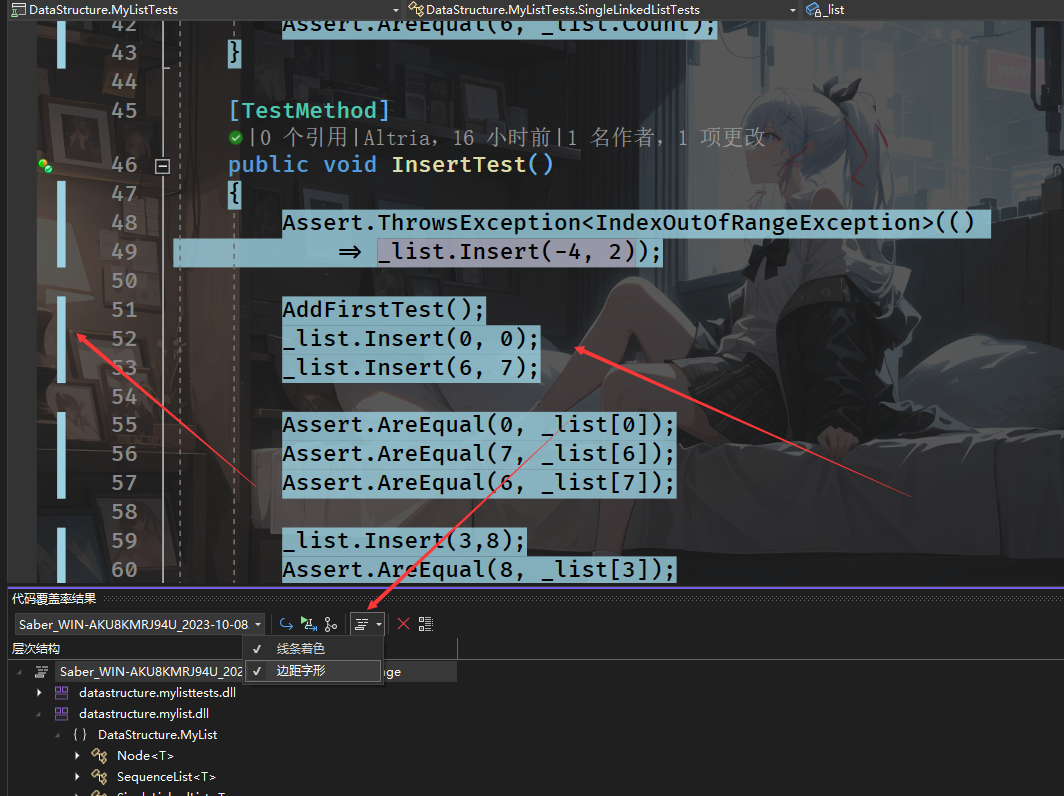 DataStructure.MyListTests DataStructure.MyListTests.SingleLinkedListTests _list
42 Assert.AreEqual(6, _list.Count);
43 }
44
45 [TestMethod]
|0 个引用|Altria，16 小时前|1 名作者，1 项更改
46 public void InsertTest()
47 {
48 Assert.ThrowsException<IndexOutOfRangeException>(()
49 => _list.Insert(-4, 2));
50
51 AddFirstTest();
52 _list.Insert(0, 0);
53 _list.Insert(6, 7);
54
55 Assert.AreEqual(0, _list[0]);
56 Assert.AreEqual(7, _list[6]);
57 Assert.AreEqual(6, _list[7]);
58
59 _list.Insert(3,8);
60 Assert.AreEqual(8, _list[3]);
代码覆盖率结果
Saber_WIN-AKU8KMRJ94U_2023-10-08
线条着色
层次结构
边距字形
Saber_WIN-AKU8KMRJ94U_202 ge
datastructure.mylisttests.dll
datastructure.mylist.dll
{ } DataStructure.MyList
Node<T>
SequenceList<T>